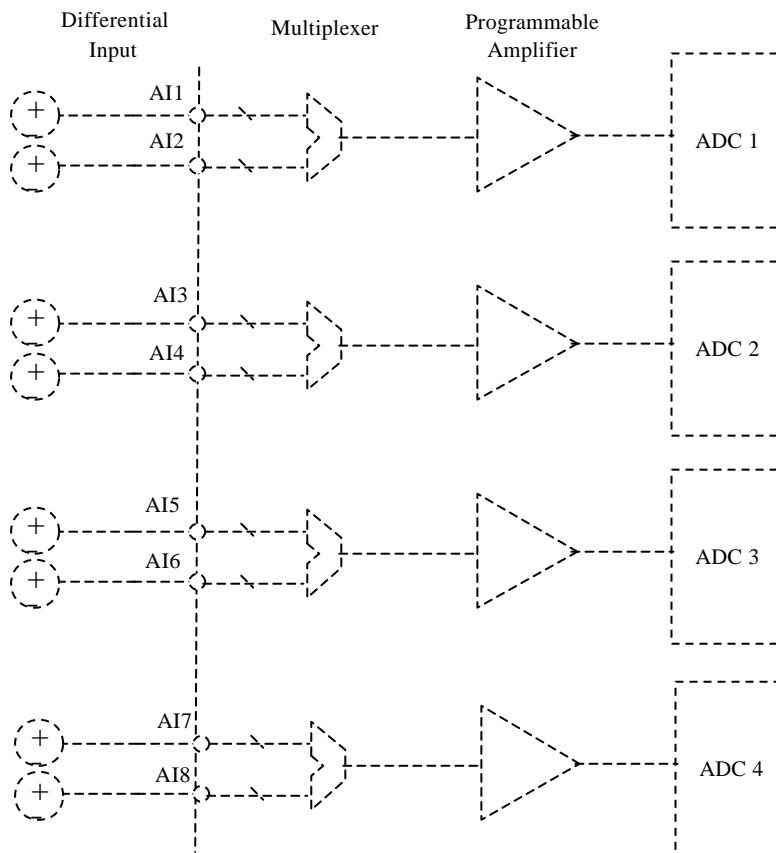 Differential
Input
Multiplexer
Programmable
Amplifier
AI1
AI2
ADC 1
AI3
AI4
ADC 2
AI5
AI6
ADC 3
AI7
AI8
ADC 4